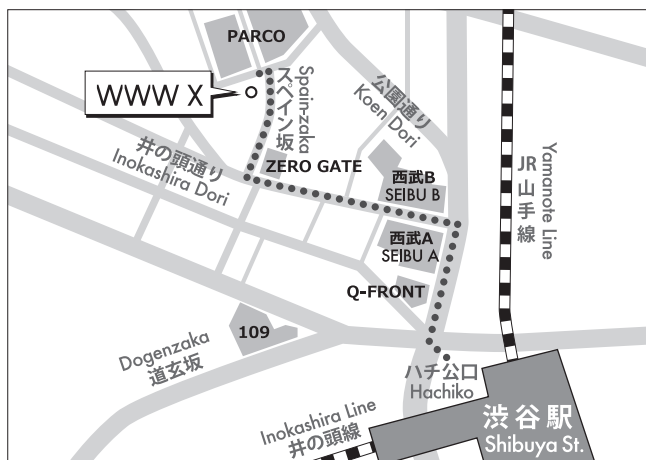 PARCO
WWW X
Spain-zaka
スペイン坂
公園通り
Koen Dori
井の頭通り
Inokashira Dori
ZERO GATE
西武B
SEIBU B
西武A
SEIBU A
Q-FRONT
Yamanote Line
JR山手線
109
Dogenzaka
道玄坂
ハチ公口
Hachiko
Inokashira Line
井の頭線
渋谷駅
Shibuya St.